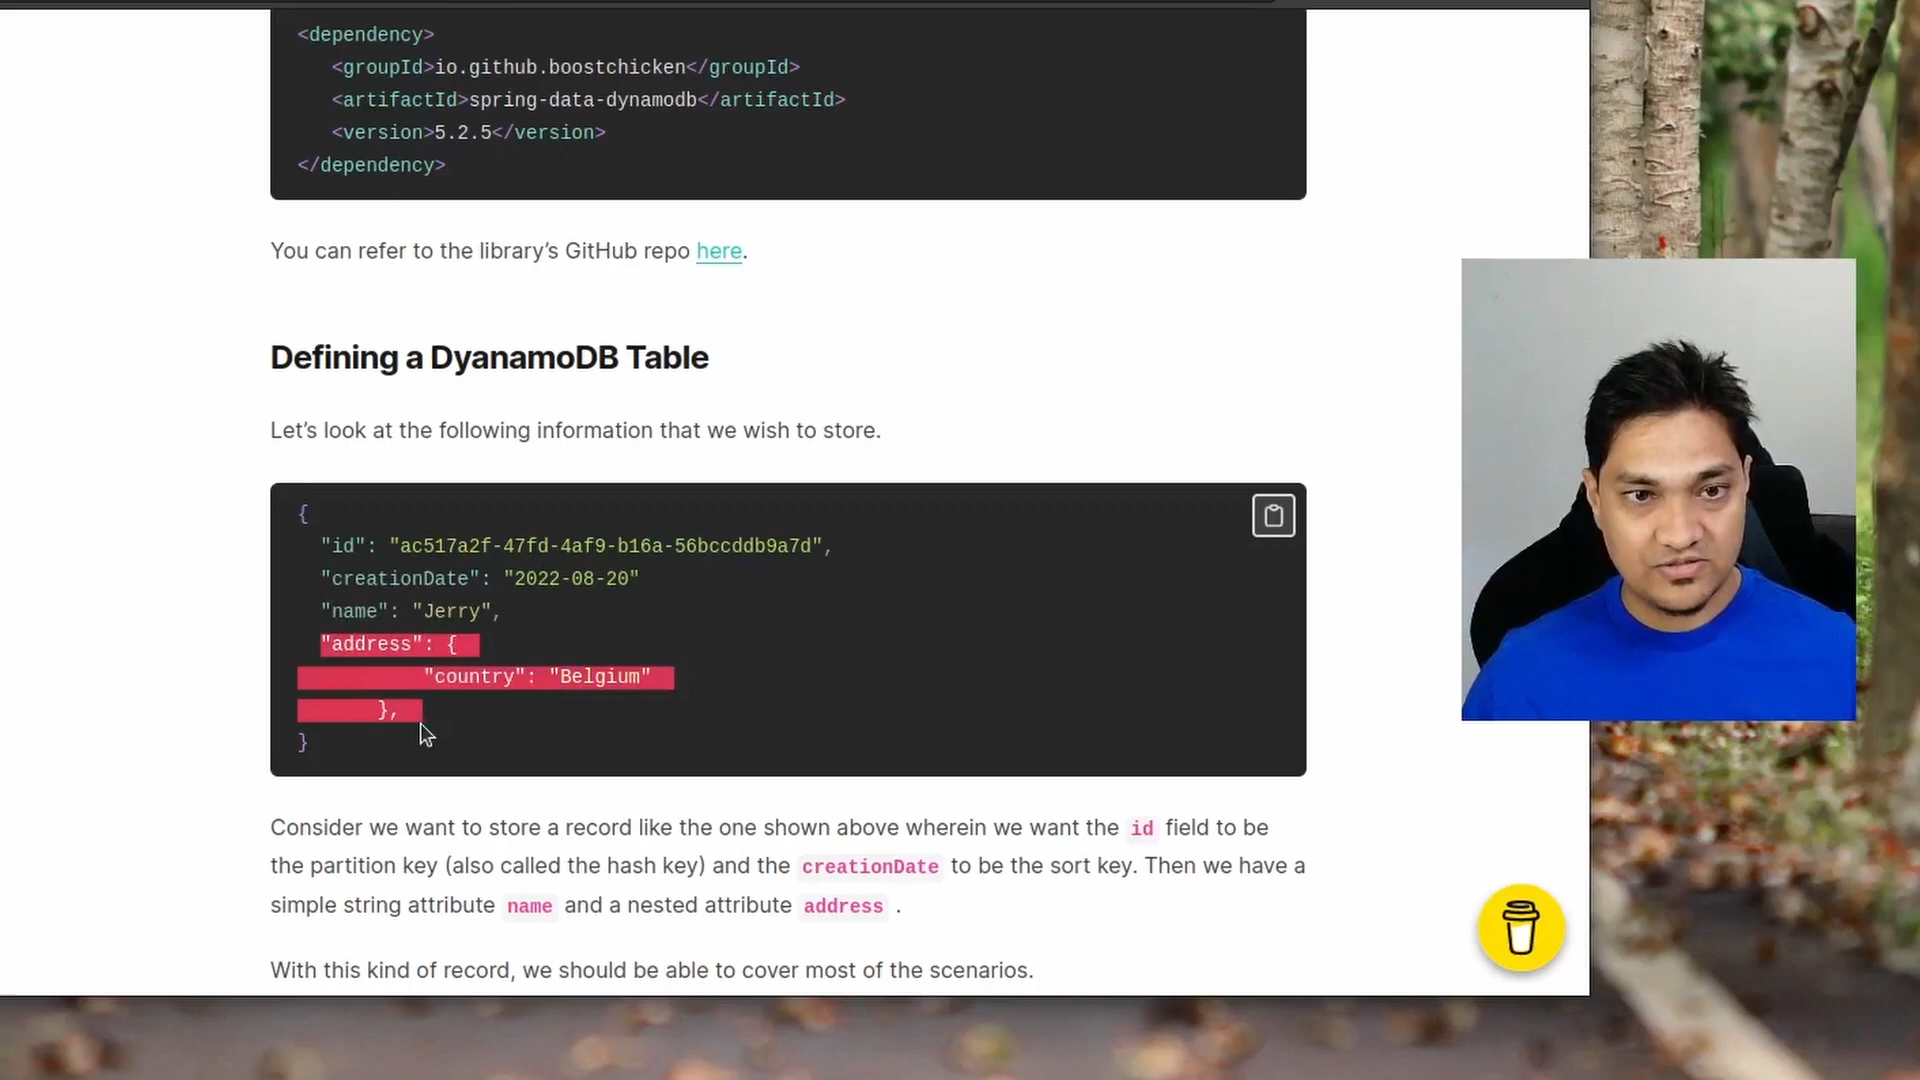 <dependency>
<groupId>io.github.boostchicken</groupId>
<artifactId>spring-data-dynamodb</artifactId>
<version>5.2.5</version>
</dependency>
You can refer to the library’s GitHub repo here.
Defining a DyanamoDB Table
Let’s look at the following information that we wish to store.
{
"id": "ac517a2f-47fd-4af9-b16a-56bccddb9a7d",
"creationDate": "2022-08-20"
"name": "Jerry",
"address": {
"country": "Belgium"
},
}
Consider we want to store a record like the one shown above wherein we want the id field to be
the partition key (also called the hash key) and the creationDate to be the sort key. Then we have a
simple string attribute name and a nested attribute address .
With this kind of record, we should be able to cover most of the scenarios.